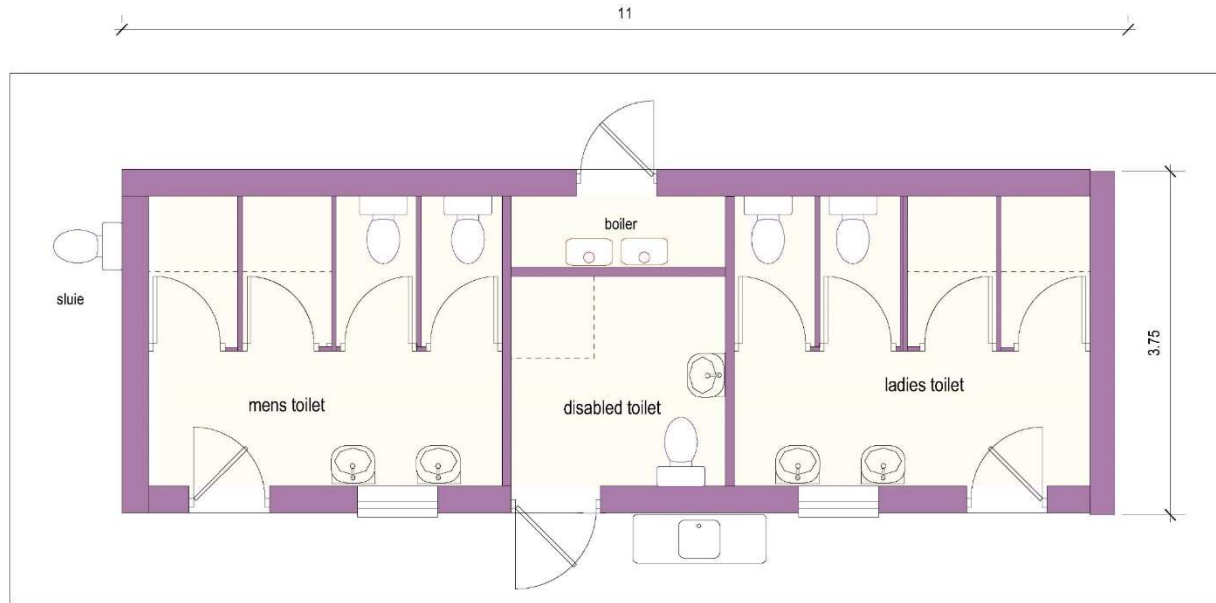 11
boiler
sluie
3.75
mens toilet
disabled toilet
ladies toilet